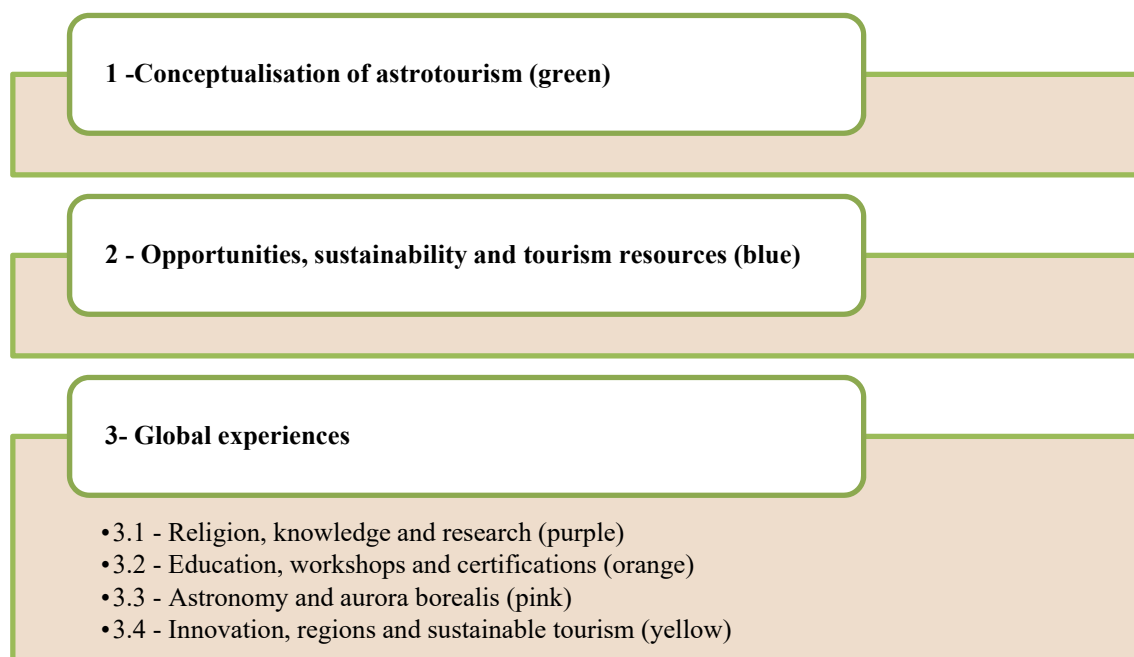 1 -Conceptualisation of astrotourism (green)
2 - Opportunities, sustainability and tourism resources (blue)
3- Global experiences
•3.1 - Religion, knowledge and research (purple)
•3.2 - Education, workshops and certifications (orange)
•3.3 - Astronomy and aurora borealis (pink)
•3.4 - Innovation, regions and sustainable tourism (yellow)